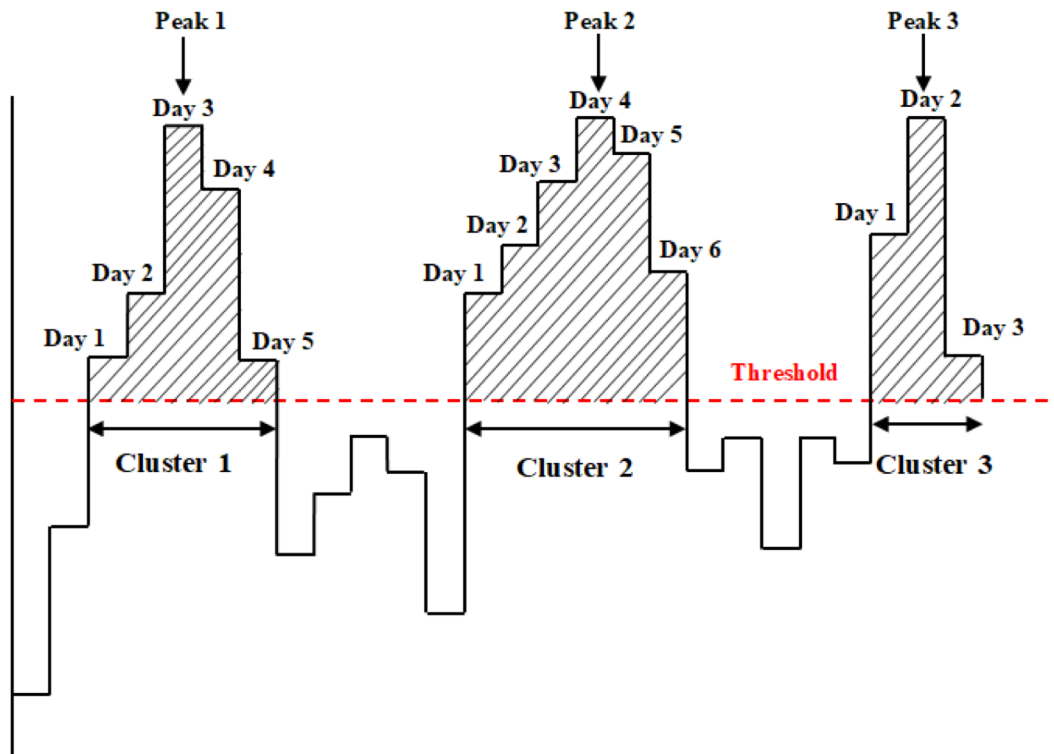 Peak 1
Peak 2
Peak 3
Day 3
Day 4
Day 2
Day 1
Day 5
Day 4
Day 5
Day 3
Day 2
Day 1
Day 6
Day 2
Day 1
Day 3
Threshold
Cluster 1
Cluster 2
Cluster 3